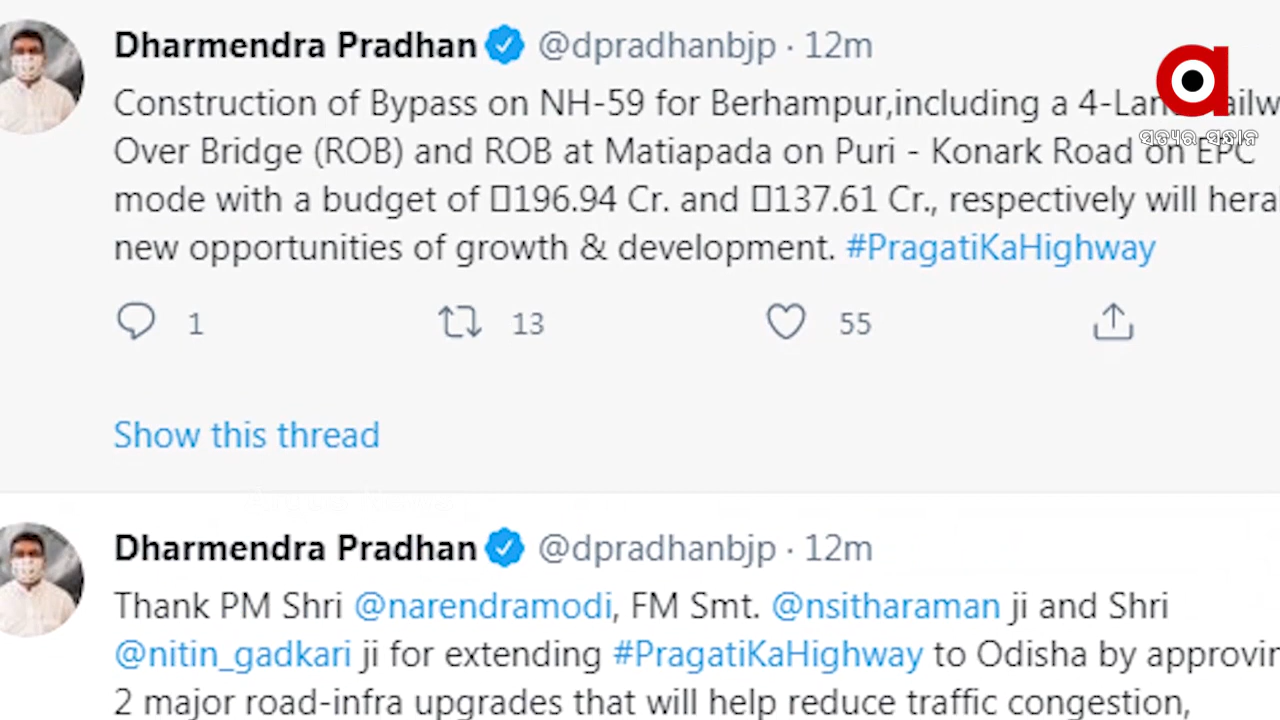 Dharmendra Pradhan @dpradhanbjp · 12m
Construction of Bypass on NH-59 for Berhampur,including a 4-Lan
Over Bridge (ROB) and ROB at Matiapada on Puri - Konark Road on EPC
mode with a budget of 196.94 Cr. and 137.61 Cr., respectively will hera
new opportunities of growth & development. #PragatiKaHighway
1 13 55
Show this thread
Dharmendra Pradhan @dpradhanbjp · 12m
Thank PM Shri @narendramodi, FM Smt. @nsitharaman ji and Shri
@nitin_gadkari ji for extending #PragatiKaHighway to Odisha by approvin
2 major road-infra upgrades that will help reduce traffic congestion,